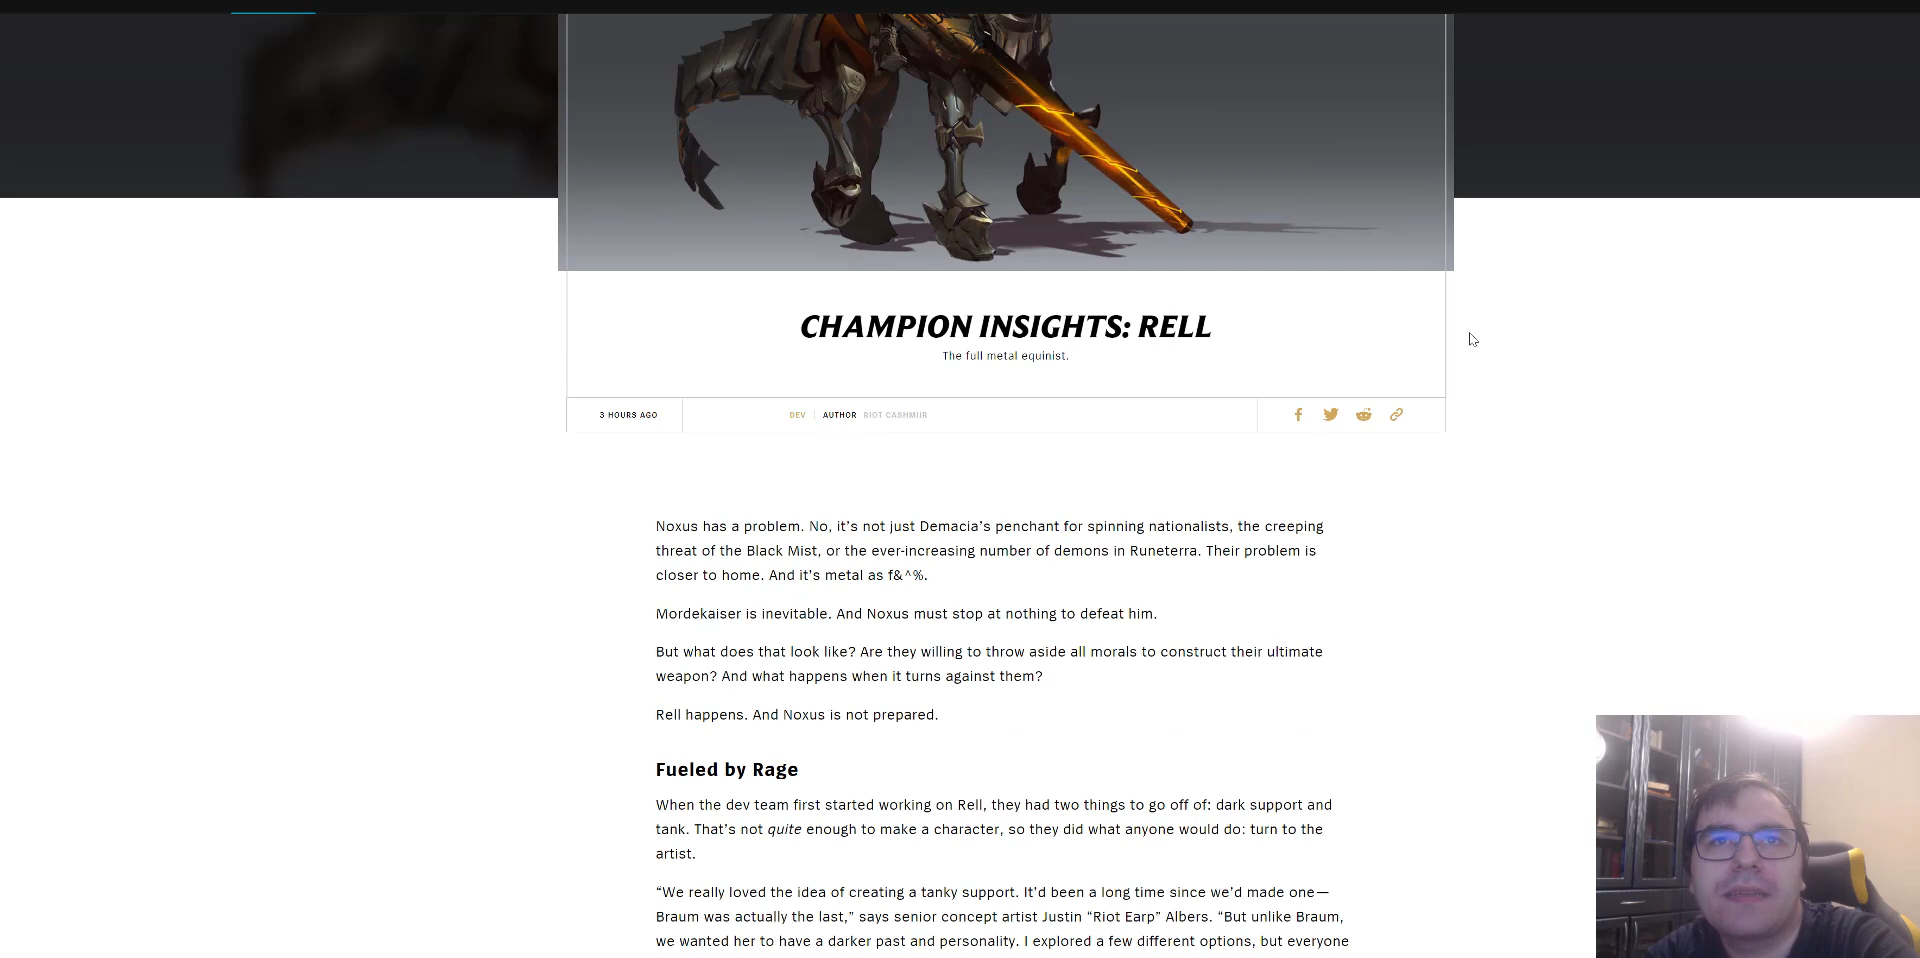 CHAMPION INSIGHTS: RELL
The full metal equinist.
3 HOURS AGO
DEV
AUTHOR RIOT CASHMIIR
Noxus has a problem. No, it’s not just Demacia’s penchant for spinning nationalists, the creeping
threat of the Black Mist, or the ever-increasing number of demons in Runeterra. Their problem is
closer to home. And it's metal as f&^%.
Mordekaiser is inevitable. And Noxus must stop at nothing to defeat him.
But what does that look like? Are they willing to throw aside all morals to construct their ultimate
weapon? And what happens when it turns against them?
Rell happens. And Noxus is not prepared.
Fueled by Rage
When the dev team first started working on Rell, they had two things to go off of: dark support and
tank. That’s not quite enough to make a character, so they did what anyone would do: turn to the
artist.
“We really loved the idea of creating a tanky support. It’d been a long time since we’d made one—
Braum was actually the last,” says senior concept artist Justin “Riot Earp” Albers. “But unlike Braum,
we wanted her to have a darker past and personality. I explored a few different options, but everyone